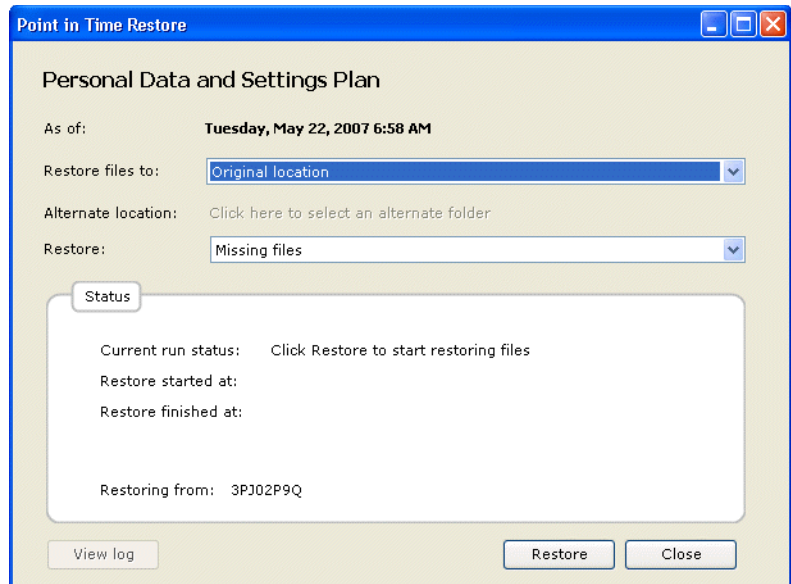 Point in Time Restore
Personal Data and Settings Plan
As of: Tuesday, May 22, 2007 6:58 AM
Restore files to: Original location
Alternate location: Click here to select an alternate folder
Restore: Missing files
Status
Current run status: Click Restore to start restoring files
Restore started at:
Restore finished at:
Restoring from: 3PJ02P9Q
View log Restore Close